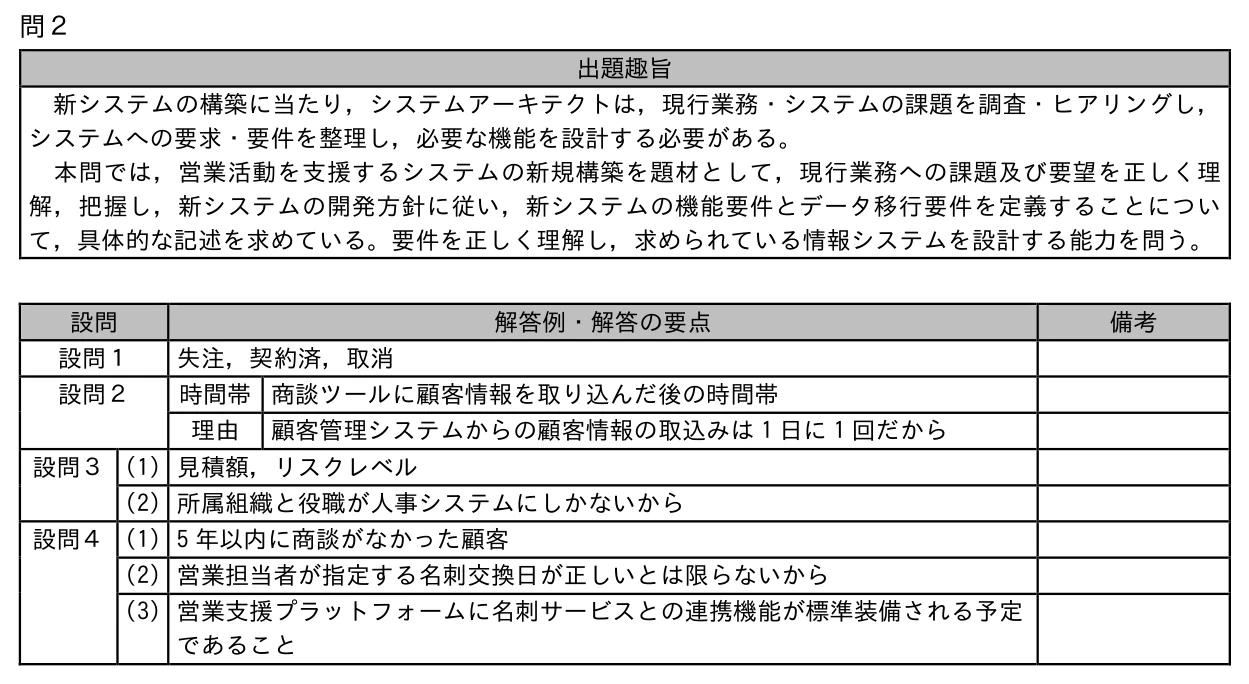 問2
出題趣旨
新システムの構築に当たり，システムアーキテクトは，現行業務・システムの課題を調査・ヒアリングし，
システムへの要求・要件を整理し，必要な機能を設計する必要がある。
本問では，営業活動を支援するシステムの新規構築を題材として，現行業務への課題及び要望を正しく理
解，把握し，新システムの開発方針に従い，新システムの機能要件とデータ移行要件を定義することについ
て，具体的な記述を求めている。要件を正しく理解し，求められている情報システムを設計する能力を問う。
設問 解答例・解答の要点 備考
設問1 失注，契約済，取消
設問2 時間帯 商談ツールに顧客情報を取り込んだ後の時間帯
理由 顧客管理システムからの顧客情報の取込みは1日に1回だから
設問3 (1) 見積額，リスクレベル
(2) 所属組織と役職が人事システムにしかないから
設問4 (1) 5年以内に商談がなかった顧客
(2) 営業担当者が指定する名刺交換日が正しいとは限らないから
(3) 営業支援プラットフォームに名刺サービスとの連携機能が標準装備される予定
であること